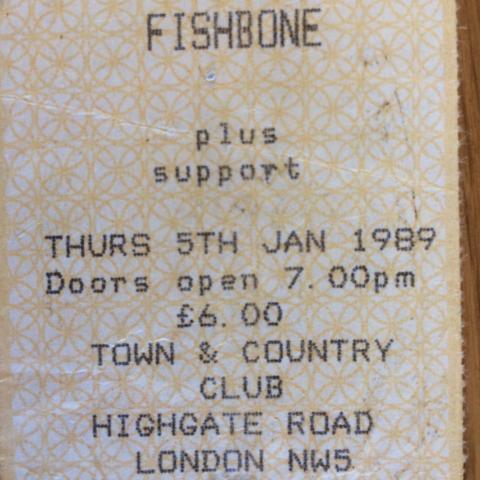 FISHBONE
plus
support
THURS 5TH JAN 1989
Doors open 7.00pm
£6.00
TOWN & COUNTRY
CLUB
HIGHGATE ROAD
LONDON NW5